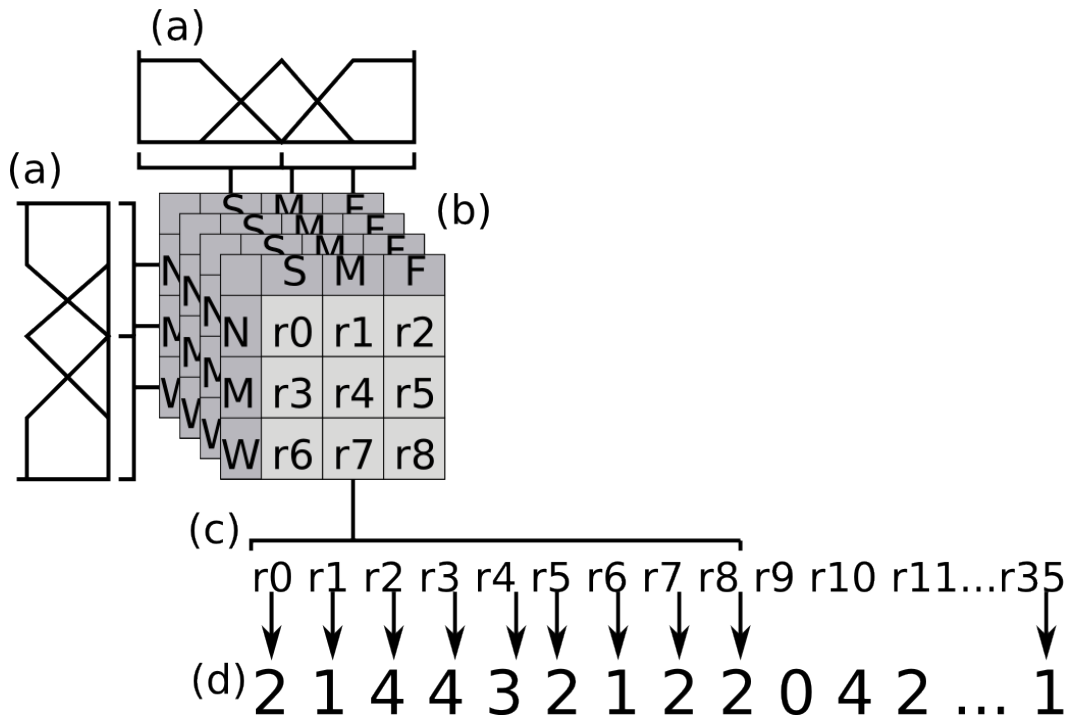 (a)
(a)
S M F
(b)
S M F
S M F
S M F
N
N
N
N r0 r1 r2
M
M
M
M r3 r4 r5
W
W
W
W r6 r7 r8
(c)
r0 r1 r2 r3 r4 r5 r6 r7 r8 r9 r10 r11...r35
(d) 2 1 4 4 3 2 1 2 2 0 4 2 ... 1